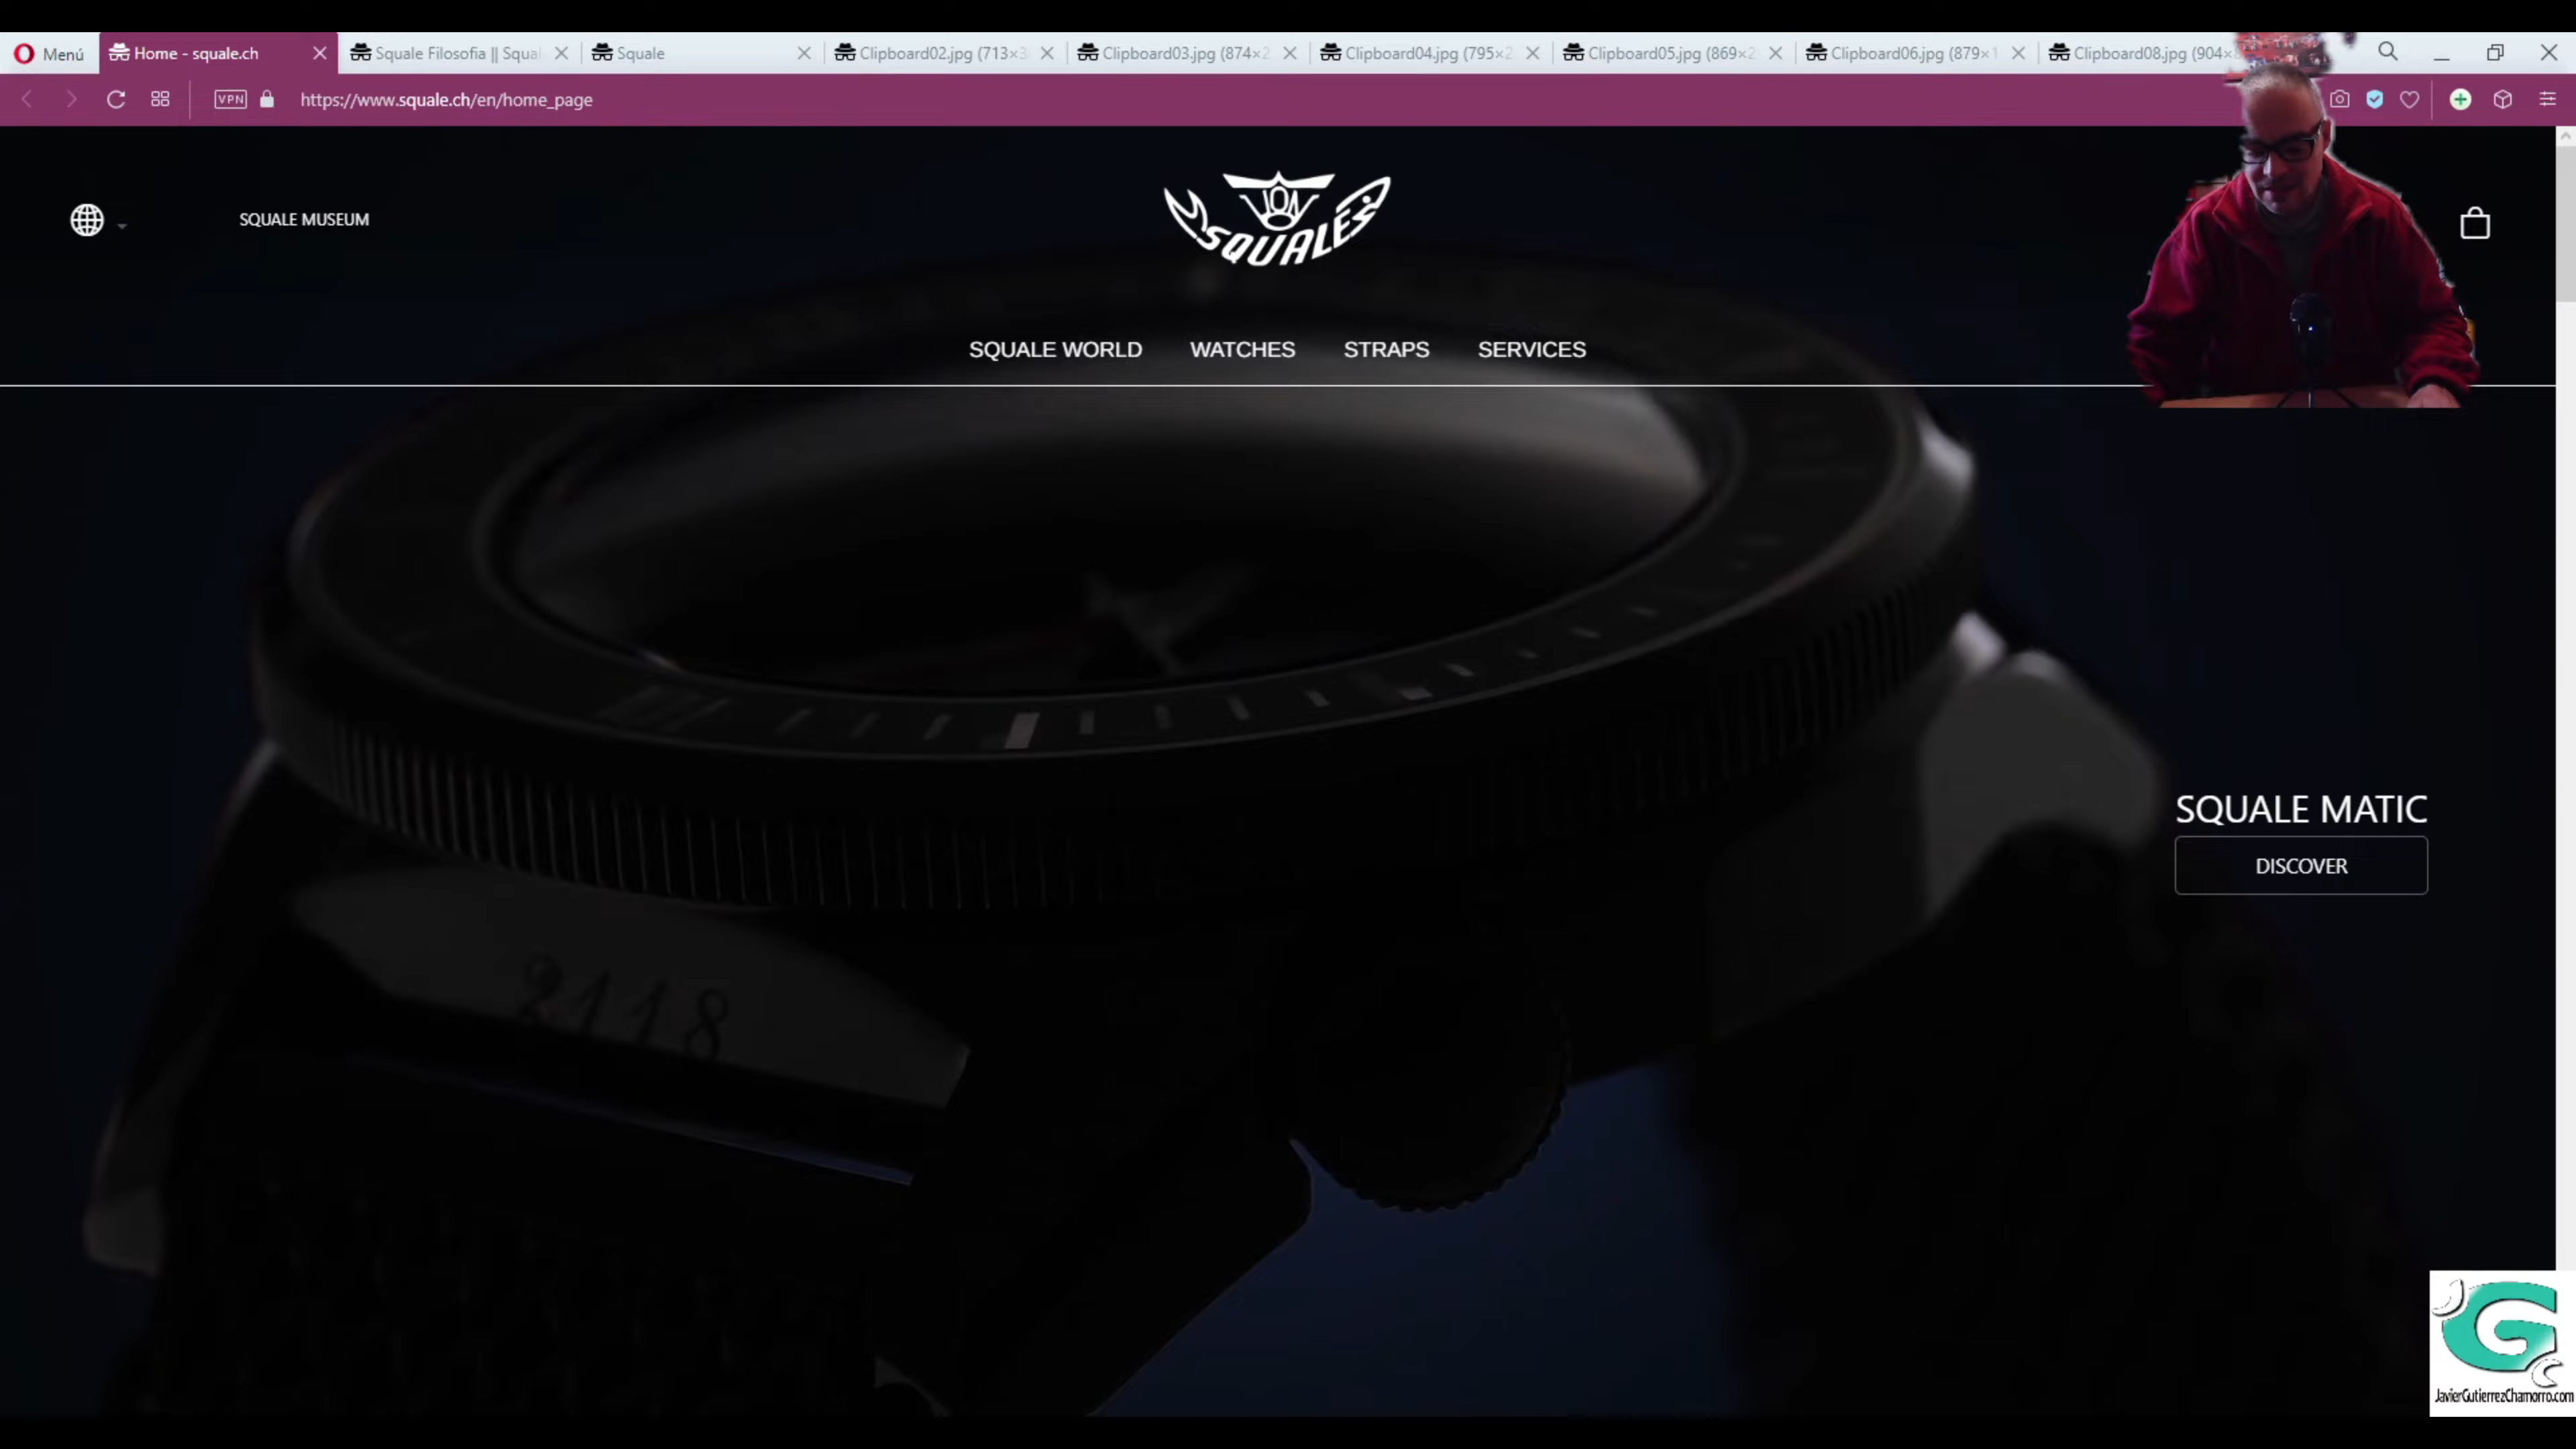 Menú
Home - squale.ch
Squale Filosofia || Squal
Squale
Clipboard02.jpg (713×3
Clipboard03.jpg (874×2
Clipboard04.jpg (795×2
Clipboard05.jpg (869×2
Clipboard06.jpg (879×1
Clipboard08.jpg (904×
VPN
https://www.squale.ch/en/home_page
SQUALE MUSEUM
JON
SQUALE
SQUALE WORLD
WATCHES
STRAPS
SERVICES
SQUALE MATIC
DISCOVER
2118
JavierGutierrezChamorro.com